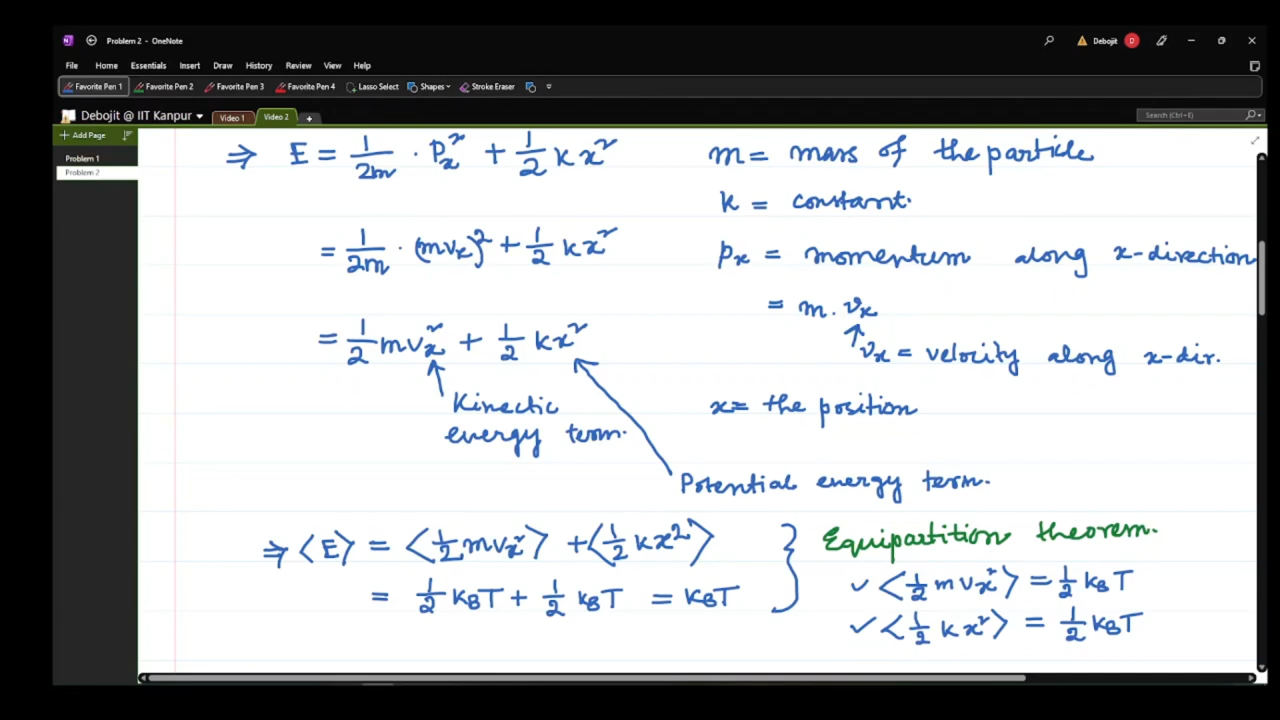 Problem 2 - OneNote
Debojit D
File Home Essentials Insert Draw History Review View Help
Favorite Pen 1 Favorite Pen 2 Favorite Pen 3 Favorite Pen 4 Lasso Select Shapes Stroke Eraser
Debojit @ IIT Kanpur Video 1 Video 2 + Search (Ctrl+E)
+ Add Page
Problem 1
Problem 2
⇒ E = 1/2m · Px² + 1/2 kx²
= 1/2m · (mvx)² + 1/2 kx²
= 1/2 mvx² + 1/2 kx²
Kinectic
energy term.
m = mass of the particle
k = constant.
px = momentum along x-direction
= m. vx
vx = velocity along x-dir.
x = the position
Potential energy term.
⇒ ⟨E⟩ = ⟨1/2 mvx²⟩ + ⟨1/2 kx²⟩
= 1/2 kBT + 1/2 kBT = kBT
Equipartition theorem.
✓ ⟨1/2 m vx²⟩ = 1/2 kBT
✓ ⟨1/2 k x²⟩ = 1/2 kBT